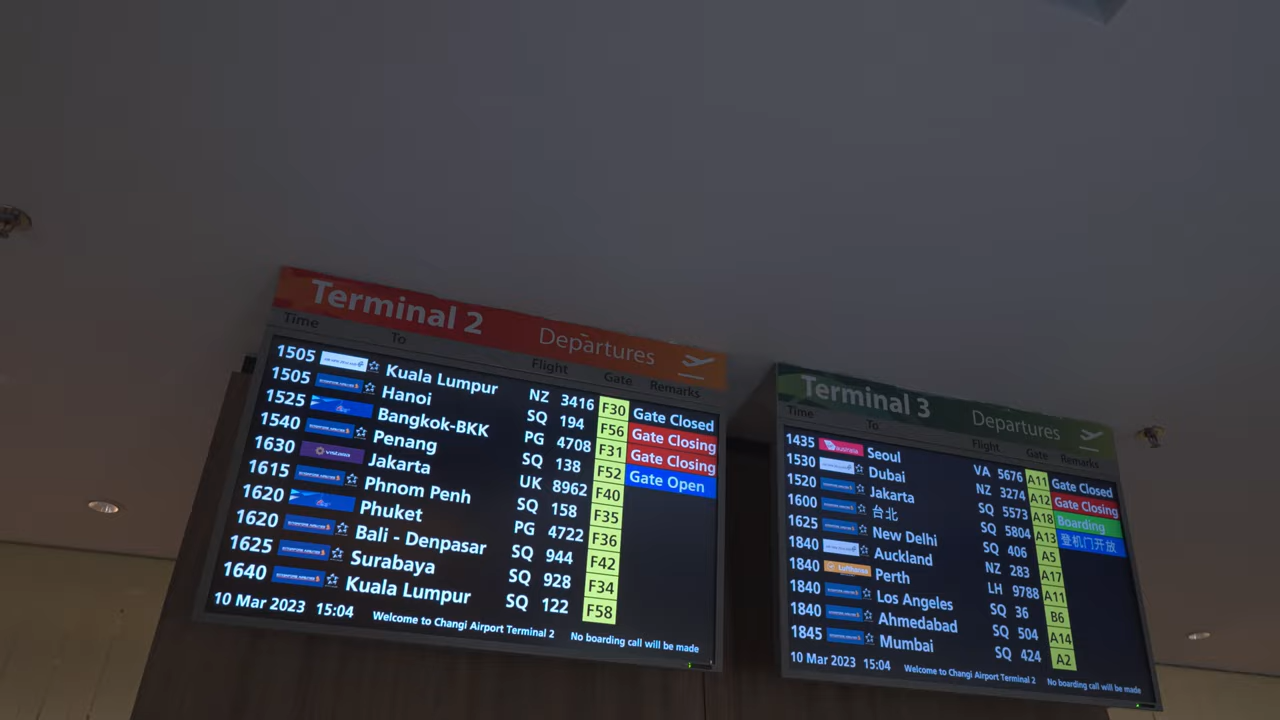 Terminal 2 Departures
Time To Flight Gate Remarks
1505 Kuala Lumpur NZ 3416 F30 Gate Closed
1505 Hanoi SQ 194 F56 Gate Closing
1525 Bangkok-BKK PG 4708 F31 Gate Closing
1540 Penang SQ 138 F52 Gate Open
1630 vistara Jakarta UK 8962 F40
1615 Phnom Penh SQ 158 F35
1620 Phuket PG 4722 F36
1620 Bali - Denpasar SQ 944 F42
1625 Surabaya SQ 928 F34
1640 Kuala Lumpur SQ 122 F58
10 Mar 2023 15:04 Welcome to Changi Airport Terminal 2 No boarding call will be made
Terminal 3 Departures
Time To Flight Gate Remarks
1435 Seoul VA 5676 A11 Gate Closed
1530 Dubai NZ 3274 A12 Gate Closing
1520 Jakarta SQ 5573 A18 Boarding
1600 台北 SQ 5804 A13 登机门开放
1625 New Delhi SQ 406 A5
1840 Auckland NZ 283 A17
1840 Lufthansa Perth LH 9788 A11
1840 Los Angeles SQ 36 B6
1840 Ahmedabad SQ 504 A14
1845 Mumbai SQ 424 A2
10 Mar 2023 15:04 Welcome to Changi Airport Terminal 2 No boarding call will be made